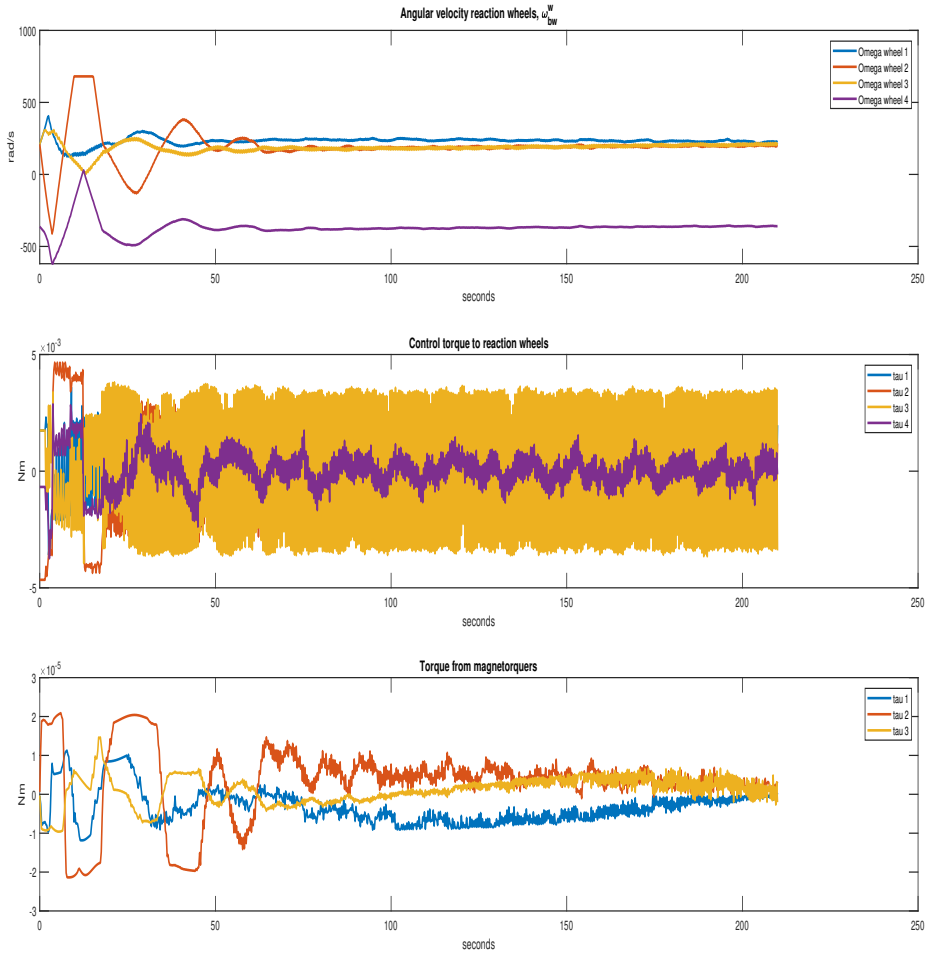 Angular velocity reaction wheels, ω^w_bw
1000
500
0
-500
rad/s
Omega wheel 1
Omega wheel 2
Omega wheel 3
Omega wheel 4
0 50 100 150 200 250
seconds
Control torque to reaction wheels
×10^-3
5
0
-5
Nm
tau 1
tau 2
tau 3
tau 4
0 50 100 150 200 250
seconds
Torque from magnetorquers
×10^-5
3
2
1
0
-1
-2
-3
Nm
tau 1
tau 2
tau 3
0 50 100 150 200 250
seconds